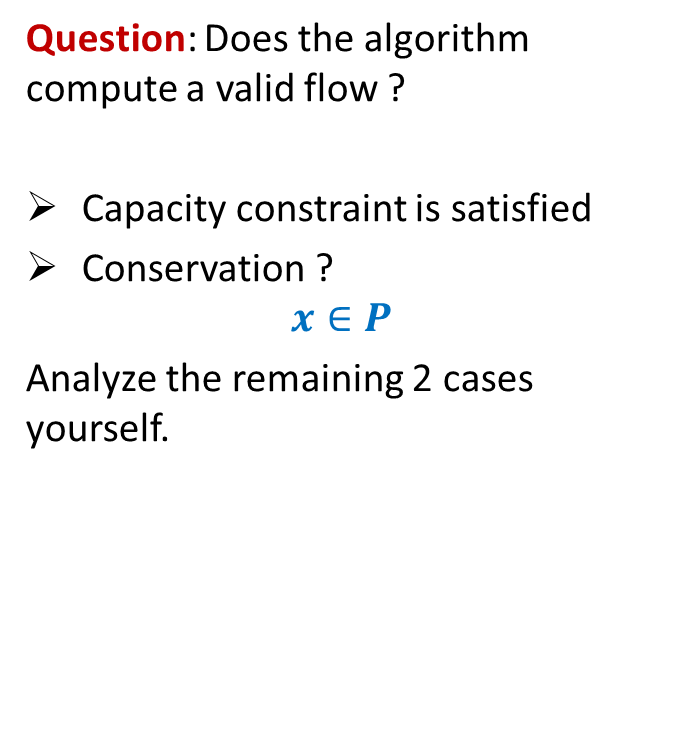 Question: Does the algorithm
compute a valid flow ?
➢ Capacity constraint is satisfied
➢ Conservation ?
x ∈ P
Analyze the remaining 2 cases
yourself.